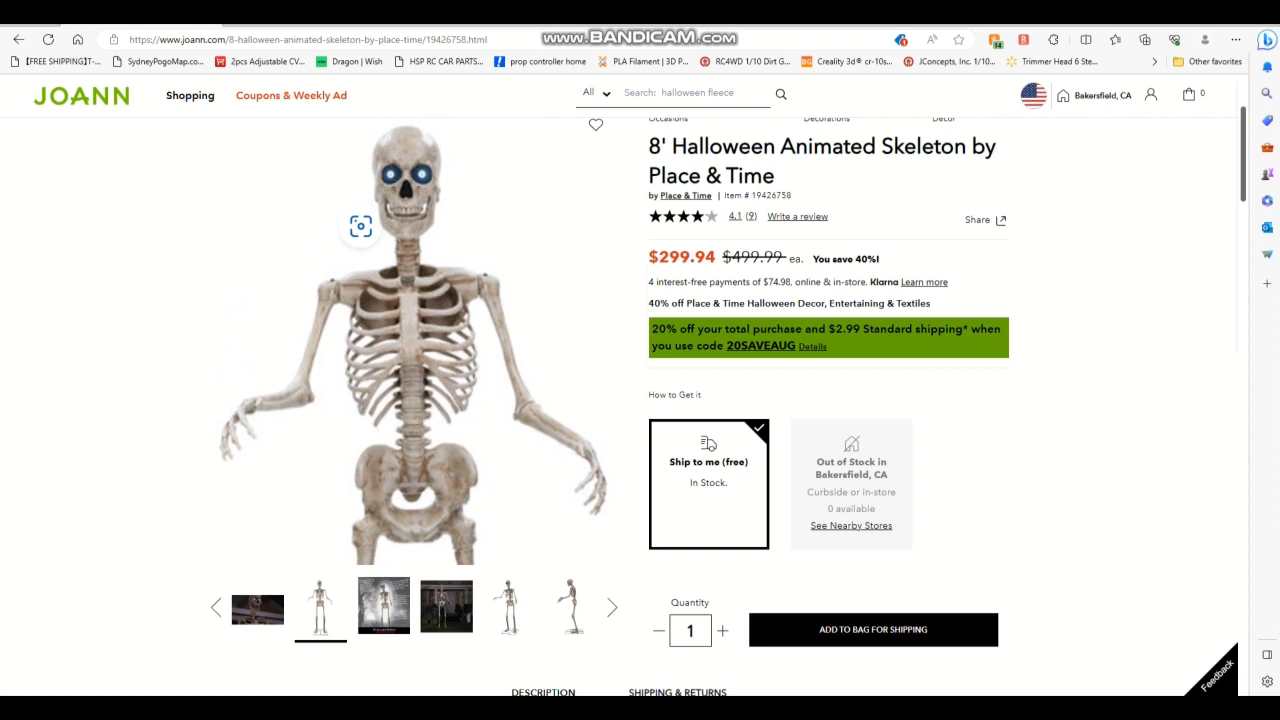 www.BANDICAM.com
https://www.joann.com/8-halloween-animated-skeleton-by-place-time/19426758.html
14
[FREE SHIPPING]T-... SydneyPogoMap.co... 2pcs Adjustable CV... Dragon | Wish HSP RC CAR PARTS... prop controller home PLA Filament | 3D P... RC4WD 1/10 Dirt G... Creality 3d® cr-10s... JConcepts, Inc. 1/10... Trimmer Head 6 Ste... Other favorites
JOANN Shopping Coupons & Weekly Ad All Search: halloween fleece Bakersfield, CA 0
Occasions Decorations Decor
8' Halloween Animated Skeleton by
Place & Time
by Place & Time | Item # 19426758
4.1 (9) Write a review
Share
$299.94 $499.99 ea. You save 40%!
4 interest-free payments of $74.98, online & in-store. Klarna Learn more
40% off Place & Time Halloween Decor, Entertaining & Textiles
20% off your total purchase and $2.99 Standard shipping* when
you use code 20SAVEAUG Details
How to Get it
Ship to me (free)
In Stock.
Out of Stock in
Bakersfield, CA
Curbside or in-store
0 available
See Nearby Stores
Quantity
1
ADD TO BAG FOR SHIPPING
Feedback
DESCRIPTION SHIPPING & RETURNS